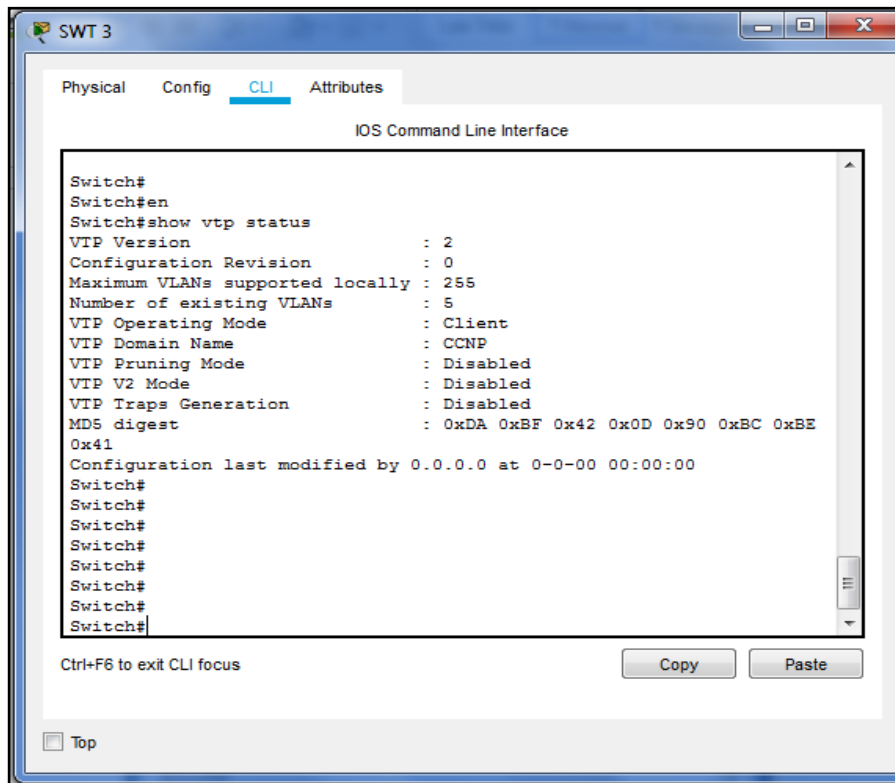 SWT 3
Physical Config CLI Attributes
IOS Command Line Interface
Switch#
Switch#en
Switch#show vtp status
VTP Version : 2
Configuration Revision : 0
Maximum VLANs supported locally : 255
Number of existing VLANs : 5
VTP Operating Mode : Client
VTP Domain Name : CCNP
VTP Pruning Mode : Disabled
VTP V2 Mode : Disabled
VTP Traps Generation : Disabled
MD5 digest : 0xDA 0xBF 0x42 0x0D 0x90 0xBC 0xBE
0x41
Configuration last modified by 0.0.0.0 at 0-0-00 00:00:00
Switch#
Switch#
Switch#
Switch#
Switch#
Switch#
Switch#
Switch#
Ctrl+F6 to exit CLI focus Copy Paste
Top